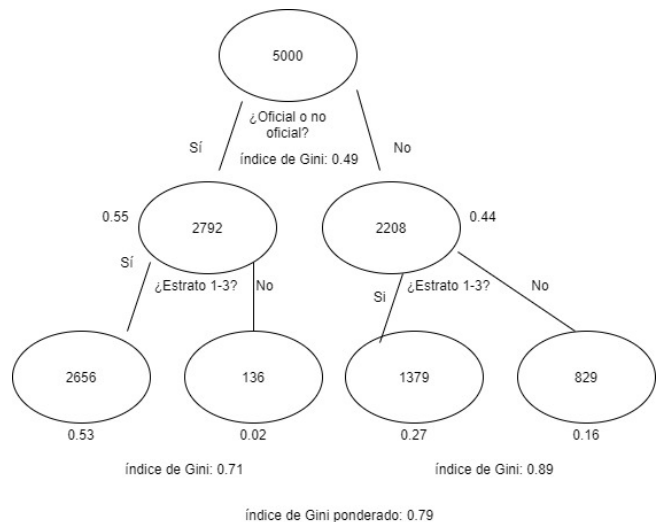 5000
¿Oficial o no
oficial?
Sí
No
índice de Gini: 0.49
0.55
2792
2208
0.44
Sí
¿Estrato 1-3?
No
Si
¿Estrato 1-3?
No
2656
136
1379
829
0.53
0.02
0.27
0.16
índice de Gini: 0.71
índice de Gini: 0.89
índice de Gini ponderado: 0.79